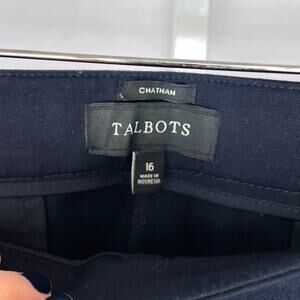 CHATHAM
TALBOTS
16
MADE IN
INDONESIA